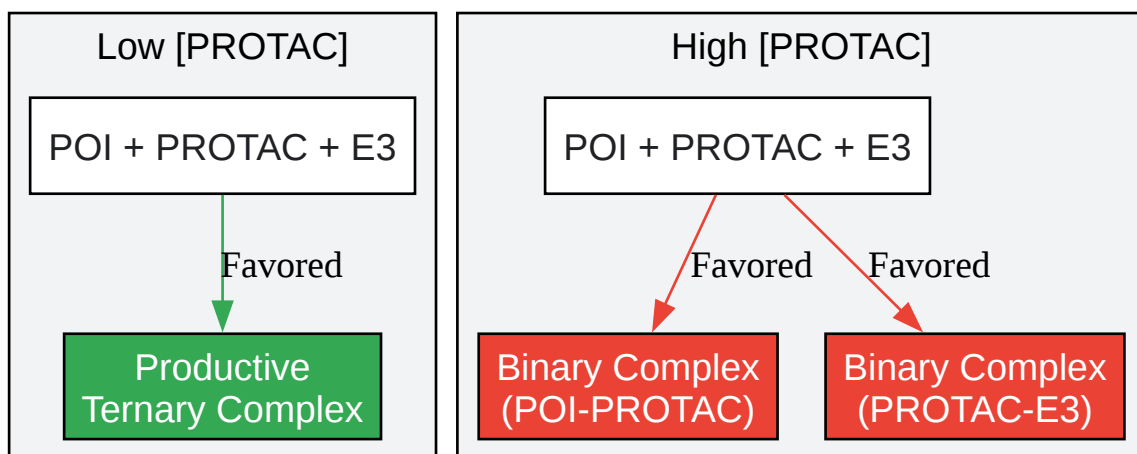 Low [PROTAC]
POI + PROTAC + E3
Favored
Productive
Ternary Complex
High [PROTAC]
POI + PROTAC + E3
Favored
Favored
Binary Complex
(POI-PROTAC)
Binary Complex
(PROTAC-E3)